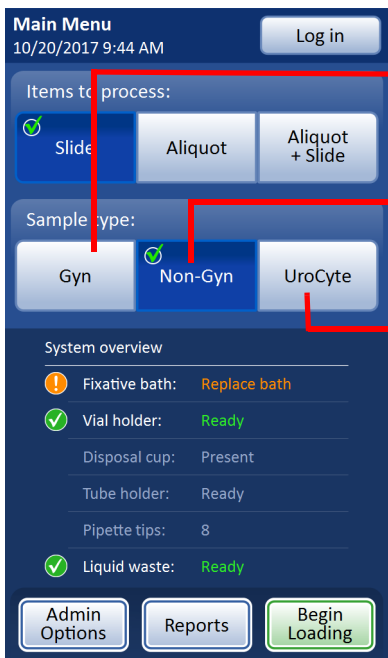 Main Menu
10/20/2017 9:44 AM
Log in
Items to process:
Slide
Aliquot
Aliquot
+ Slide
Sample type:
Gyn
Non-Gyn
UroCyte
System overview
Fixative bath: Replace bath
Vial holder: Ready
Disposal cup: Present
Tube holder: Ready
Pipette tips: 8
Liquid waste: Ready
Admin
Options
Reports
Begin
Loading